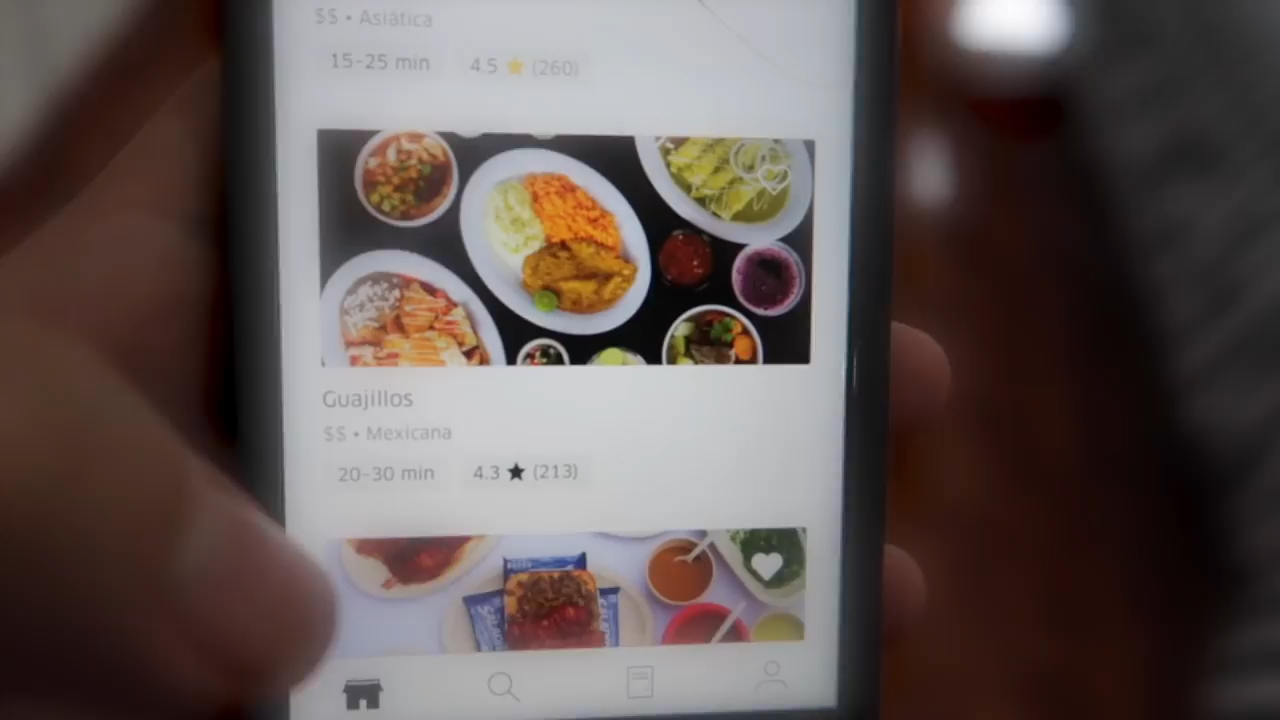 $$ • Asiática
15-25 min 4.5 ★ (260)
Guajillos
$$ • Mexicana
20-30 min 4.3 ★ (213)